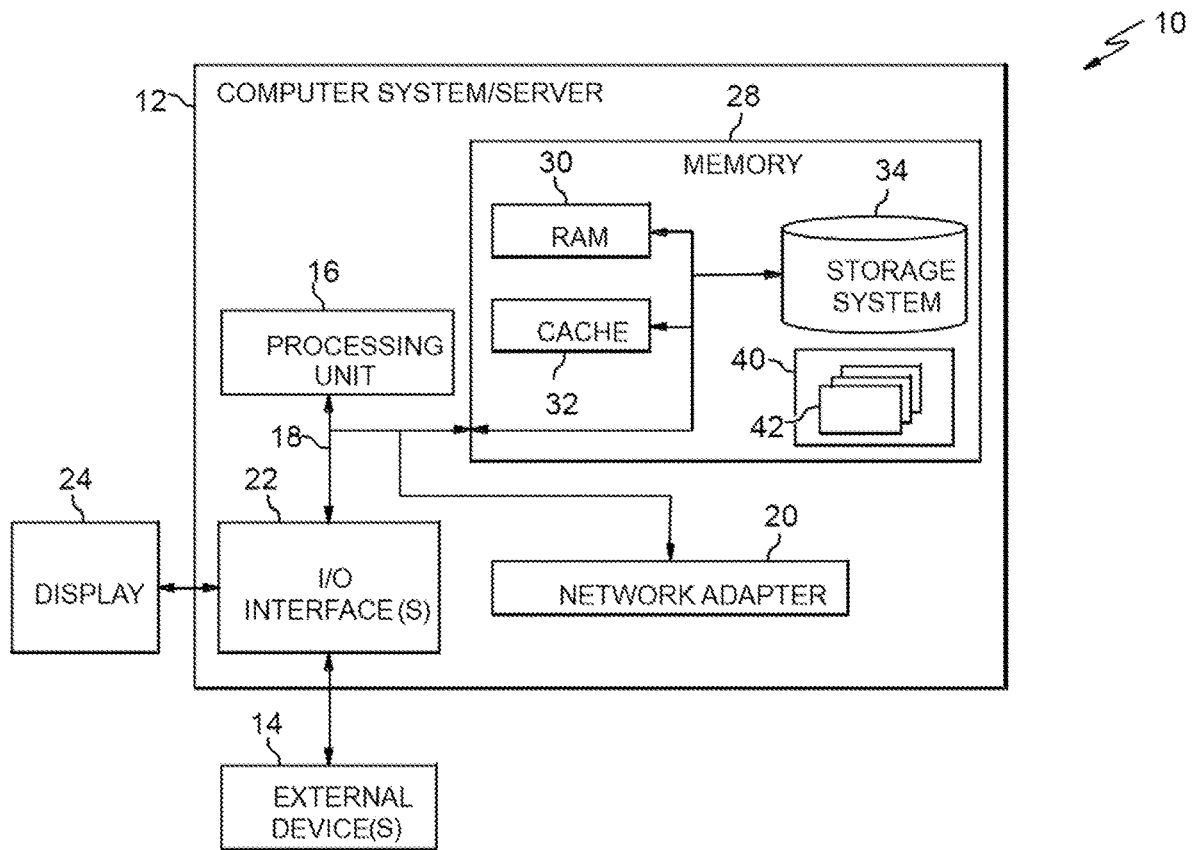 10
12
COMPUTER SYSTEM/SERVER
28
MEMORY
30
RAM
34
STORAGE
SYSTEM
16
PROCESSING
UNIT
CACHE
32
40
42
18
24
DISPLAY
22
I/O
INTERFACE(S)
20
NETWORK ADAPTER
14
EXTERNAL
DEVICE(S)